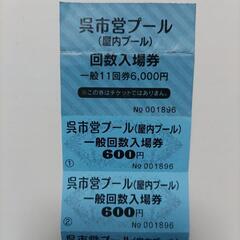 呉市営プール
(屋内プール)
回数入場券
一般11回券6,000円
※この券はチケットではありません。
No 001896
呉市営プール(屋内プール)
一般回数入場券
600円
① No 001896
呉市営プール(屋内プール)
一般回数入場券
600円
② No 001896